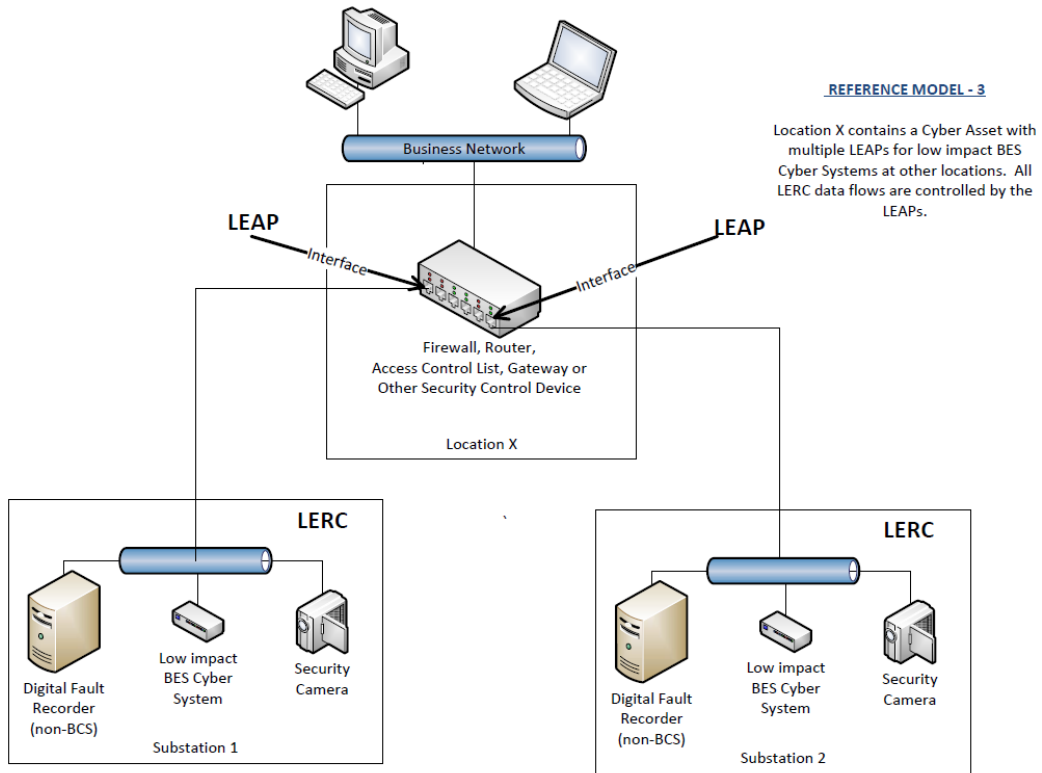 REFERENCE MODEL - 3
Location X contains a Cyber Asset with
multiple LEAPs for low impact BES
Cyber Systems at other locations.  All
LERC data flows are controlled by the
LEAPs.
Business Network
LEAP
Interface
LEAP
Interface
Firewall, Router,
Access Control List, Gateway or
Other Security Control Device
Location X
LERC
Digital Fault
Recorder
(non-BCS)
Low impact
BES Cyber
System
Security
Camera
Substation 1
LERC
Digital Fault
Recorder
(non-BCS)
Low impact
BES Cyber
System
Security
Camera
Substation 2